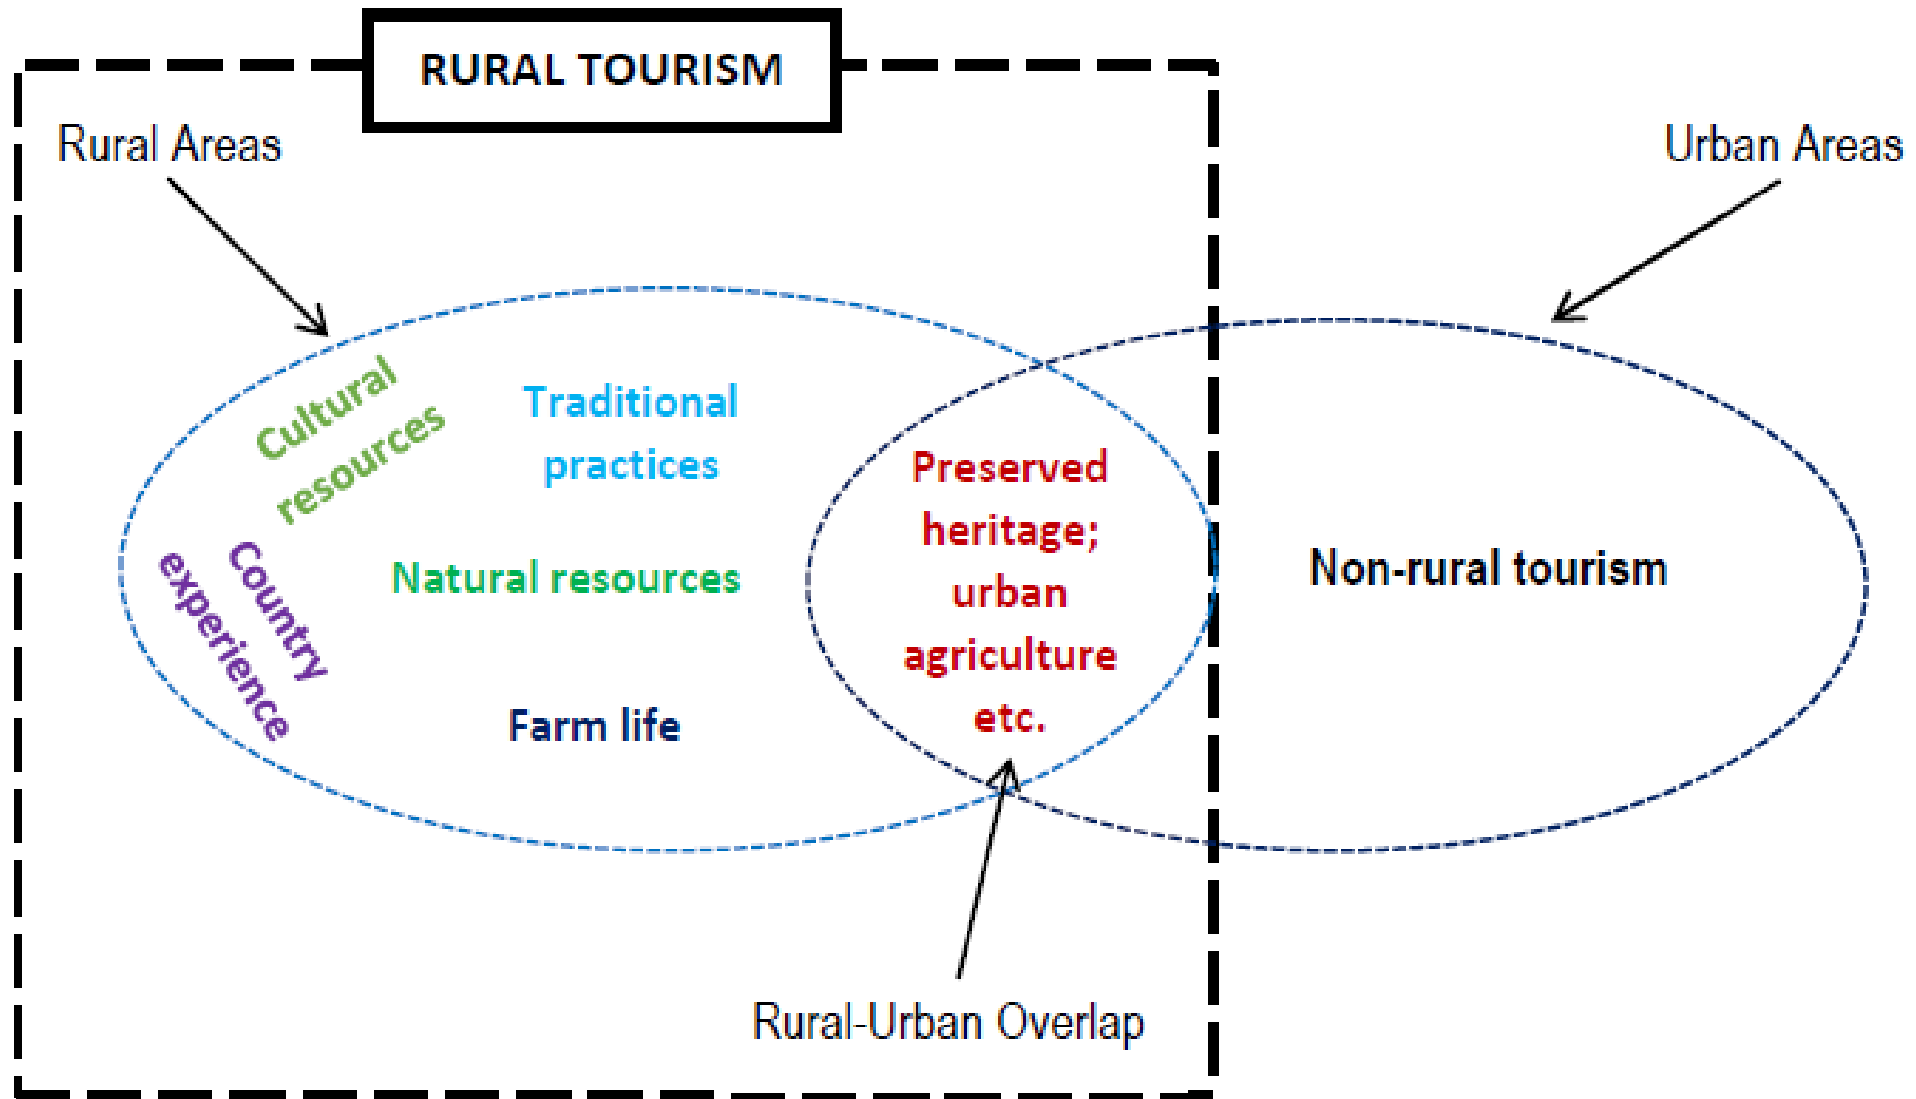 RURAL TOURISM
Rural Areas
Urban Areas
Cultural
resources
Traditional
practices
Country
experience
Natural resources
Farm life
Preserved
heritage;
urban
agriculture
etc.
Non-rural tourism
Rural-Urban Overlap